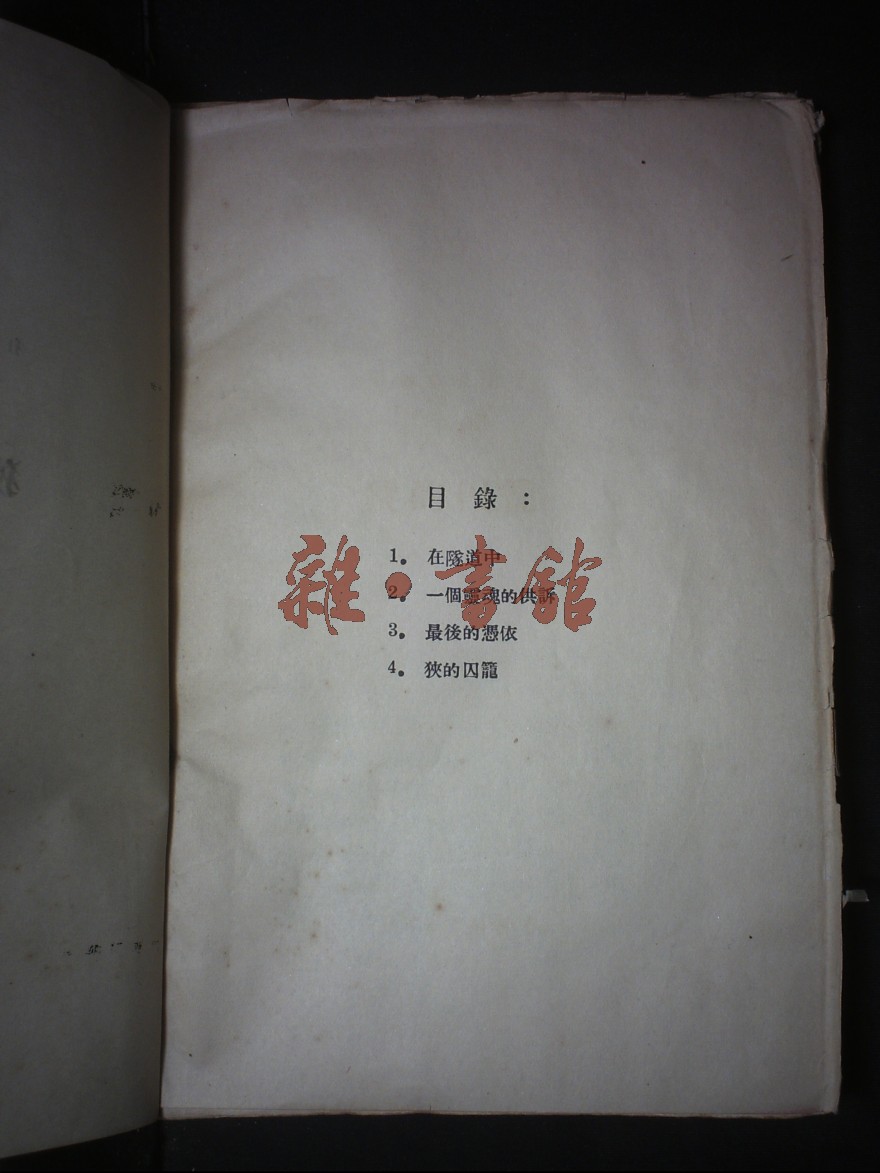 目錄：
1. 在隧道中
2. 一個靈魂的供訴
3. 最後的憑依
4. 狹的囚籠
雜·書館